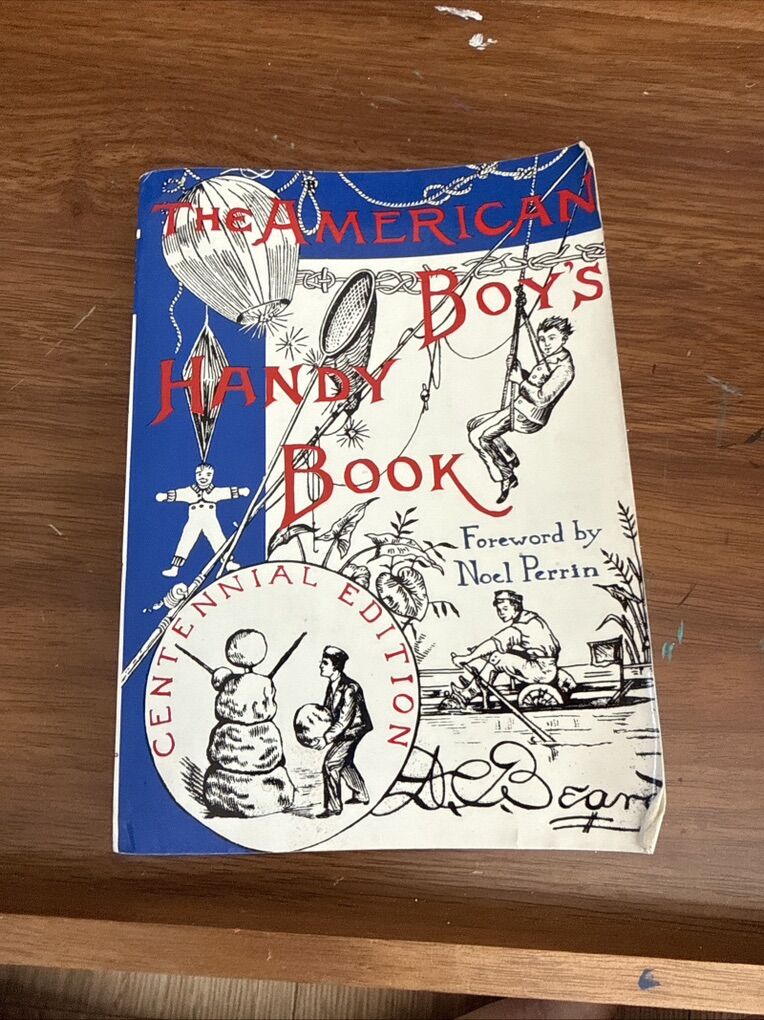 THE AMERICAN
BOY'S
HANDY
BOOK
Foreword by
Noel Perrin
CENTENNIAL EDITION
D.C. Beard